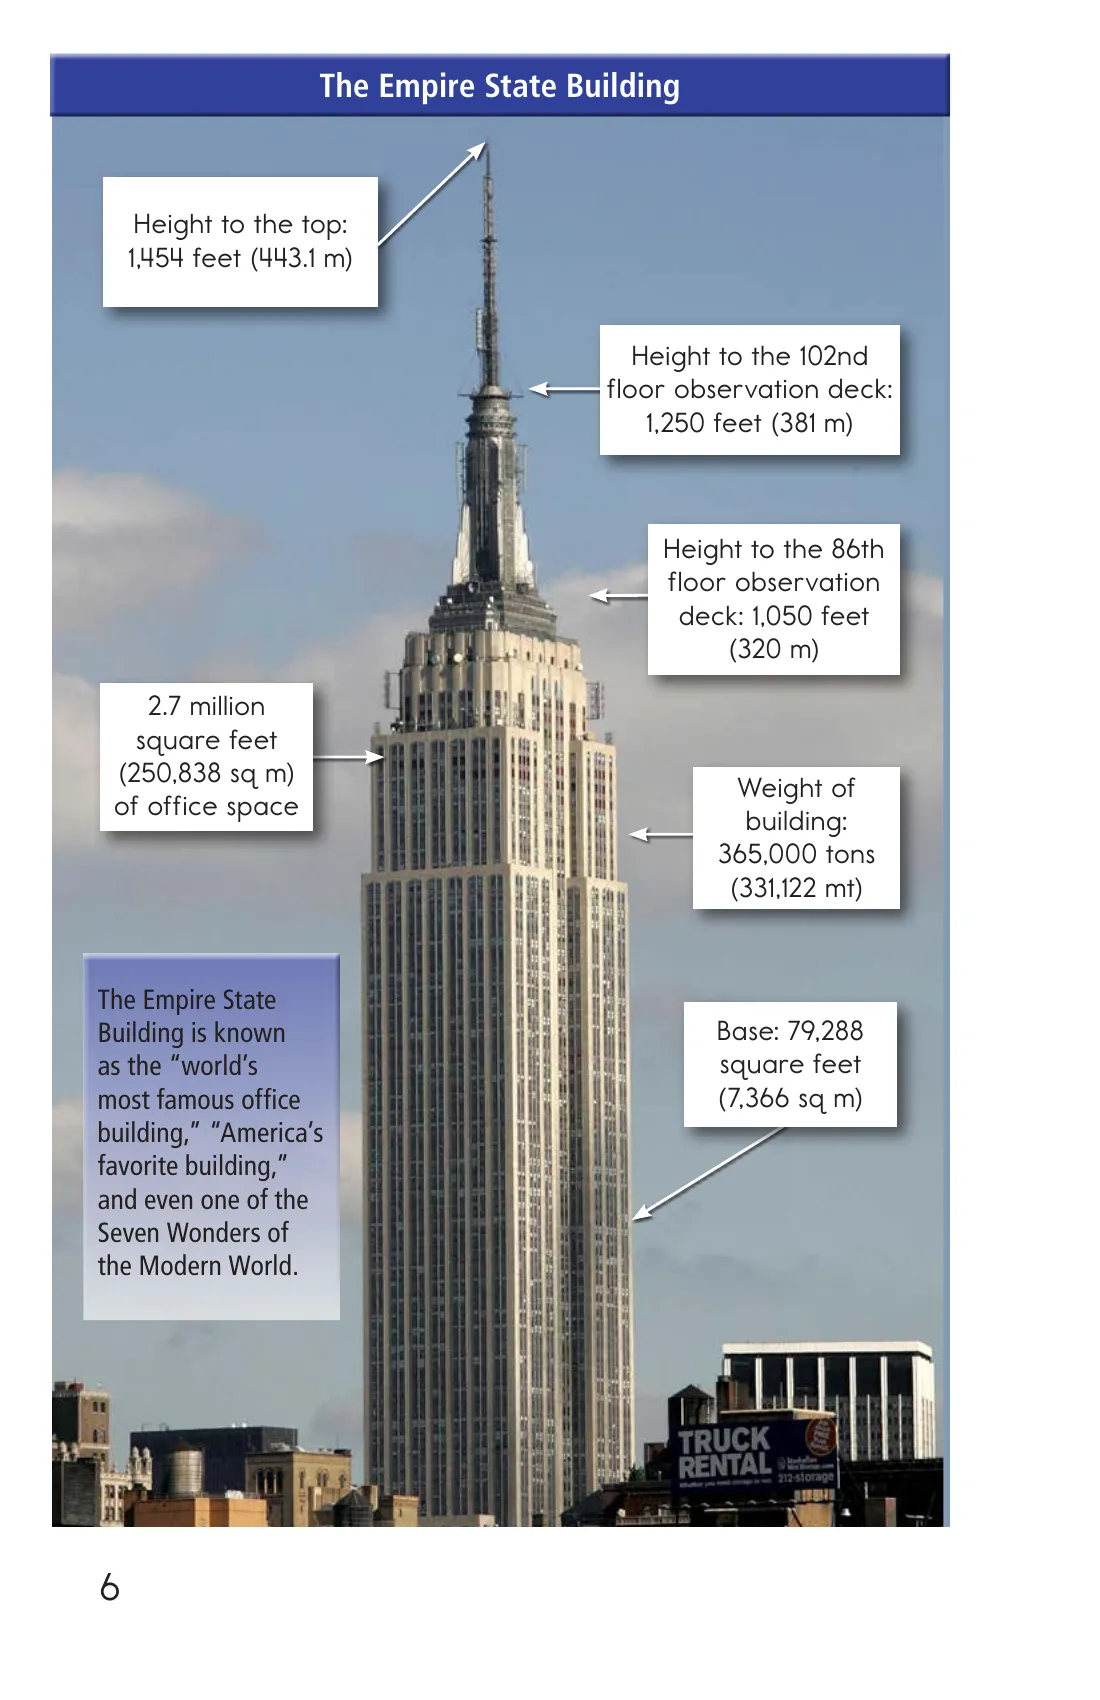 The Empire State Building
Height to the top:
1,454 feet (443.1 m)
Height to the 102nd
floor observation deck:
1,250 feet (381 m)
Height to the 86th
floor observation
deck: 1,050 feet
(320 m)
2.7 million
square feet
(250,838 sq m)
of office space
Weight of
building:
365,000 tons
(331,122 mt)
The Empire State
Building is known
as the “world’s
most famous office
building,” “America’s
favorite building,”
and even one of the
Seven Wonders of
the Modern World.
Base: 79,288
square feet
(7,366 sq m)
TRUCK
RENTAL
Manhattan
212-storage
6